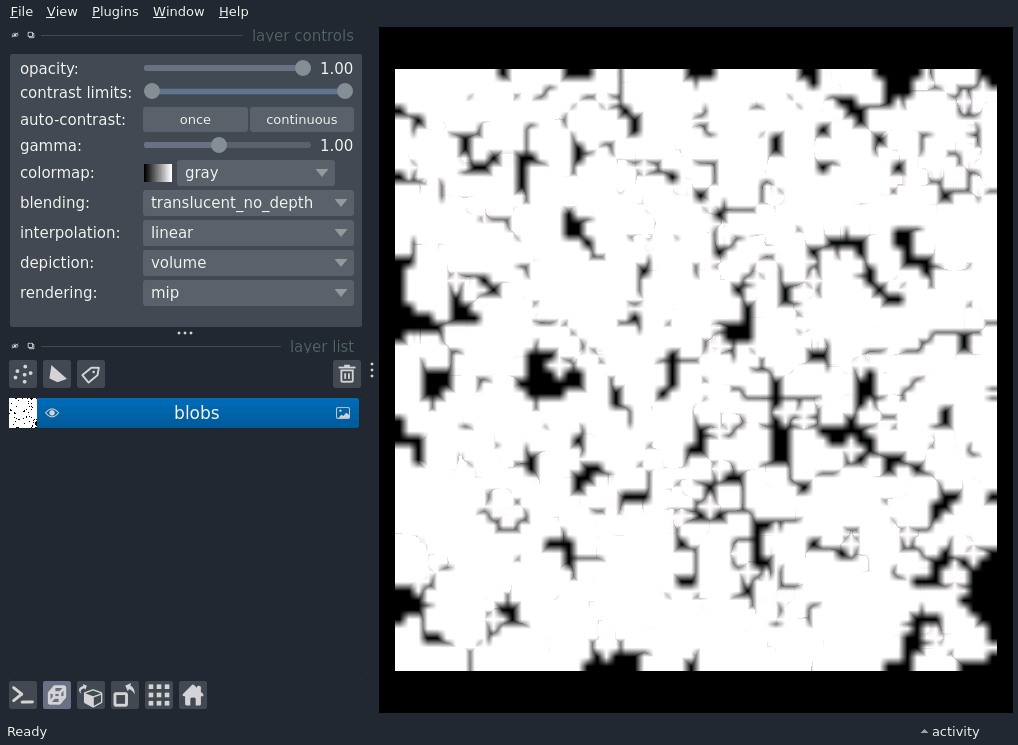 File View Plugins Window Help
layer controls
opacity: 1.00
contrast limits:
auto-contrast: once continuous
gamma: 1.00
colormap: gray
blending: translucent_no_depth
interpolation: linear
depiction: volume
rendering: mip
layer list
blobs
Ready activity